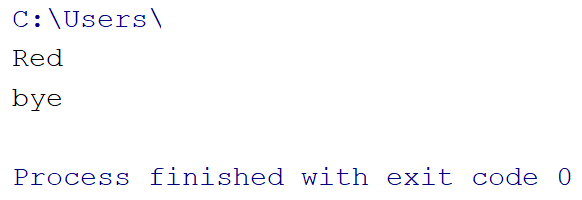 C:\Users\
Red
bye
Process finished with exit code 0